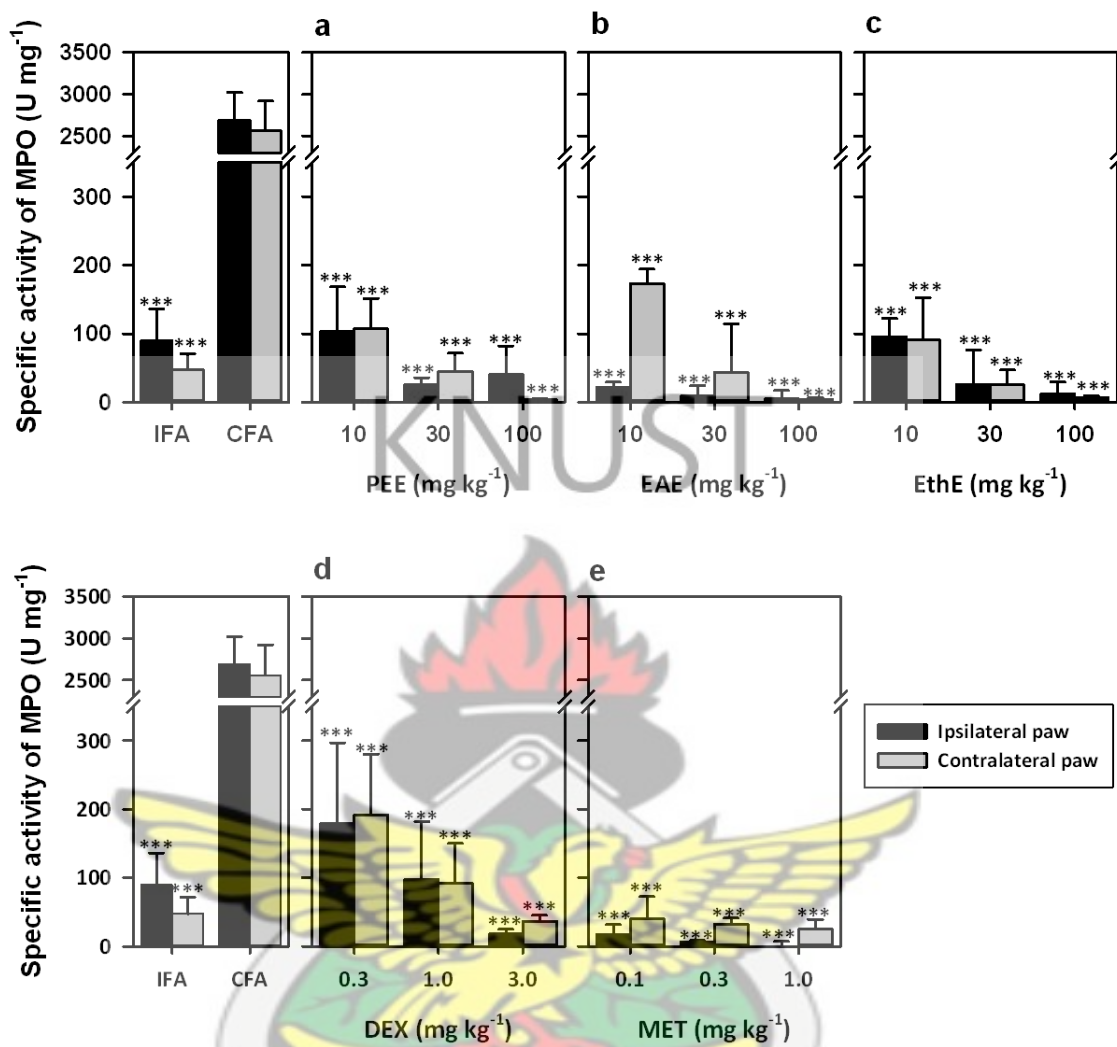 a b c
Specific activity of MPO (U mg⁻¹)
3500
3000
2500
300
200
100
0
*** *** *** *** *** *** *** *** *** *** *** *** *** *** *** *** *** *** *** ***
IFA CFA 10 30 100 10 30 100 10 30 100
PEE (mg kg⁻¹) EAE (mg kg⁻¹) EthE (mg kg⁻¹)
KNUST
d e
Specific activity of MPO (U mg⁻¹)
3500
3000
2500
300
200
100
0
*** *** *** *** *** *** *** *** *** *** *** *** *** ***
Ipsilateral paw
Contralateral paw
IFA CFA 0.3 1.0 3.0 0.1 0.3 1.0
DEX (mg kg⁻¹) MET (mg kg⁻¹)